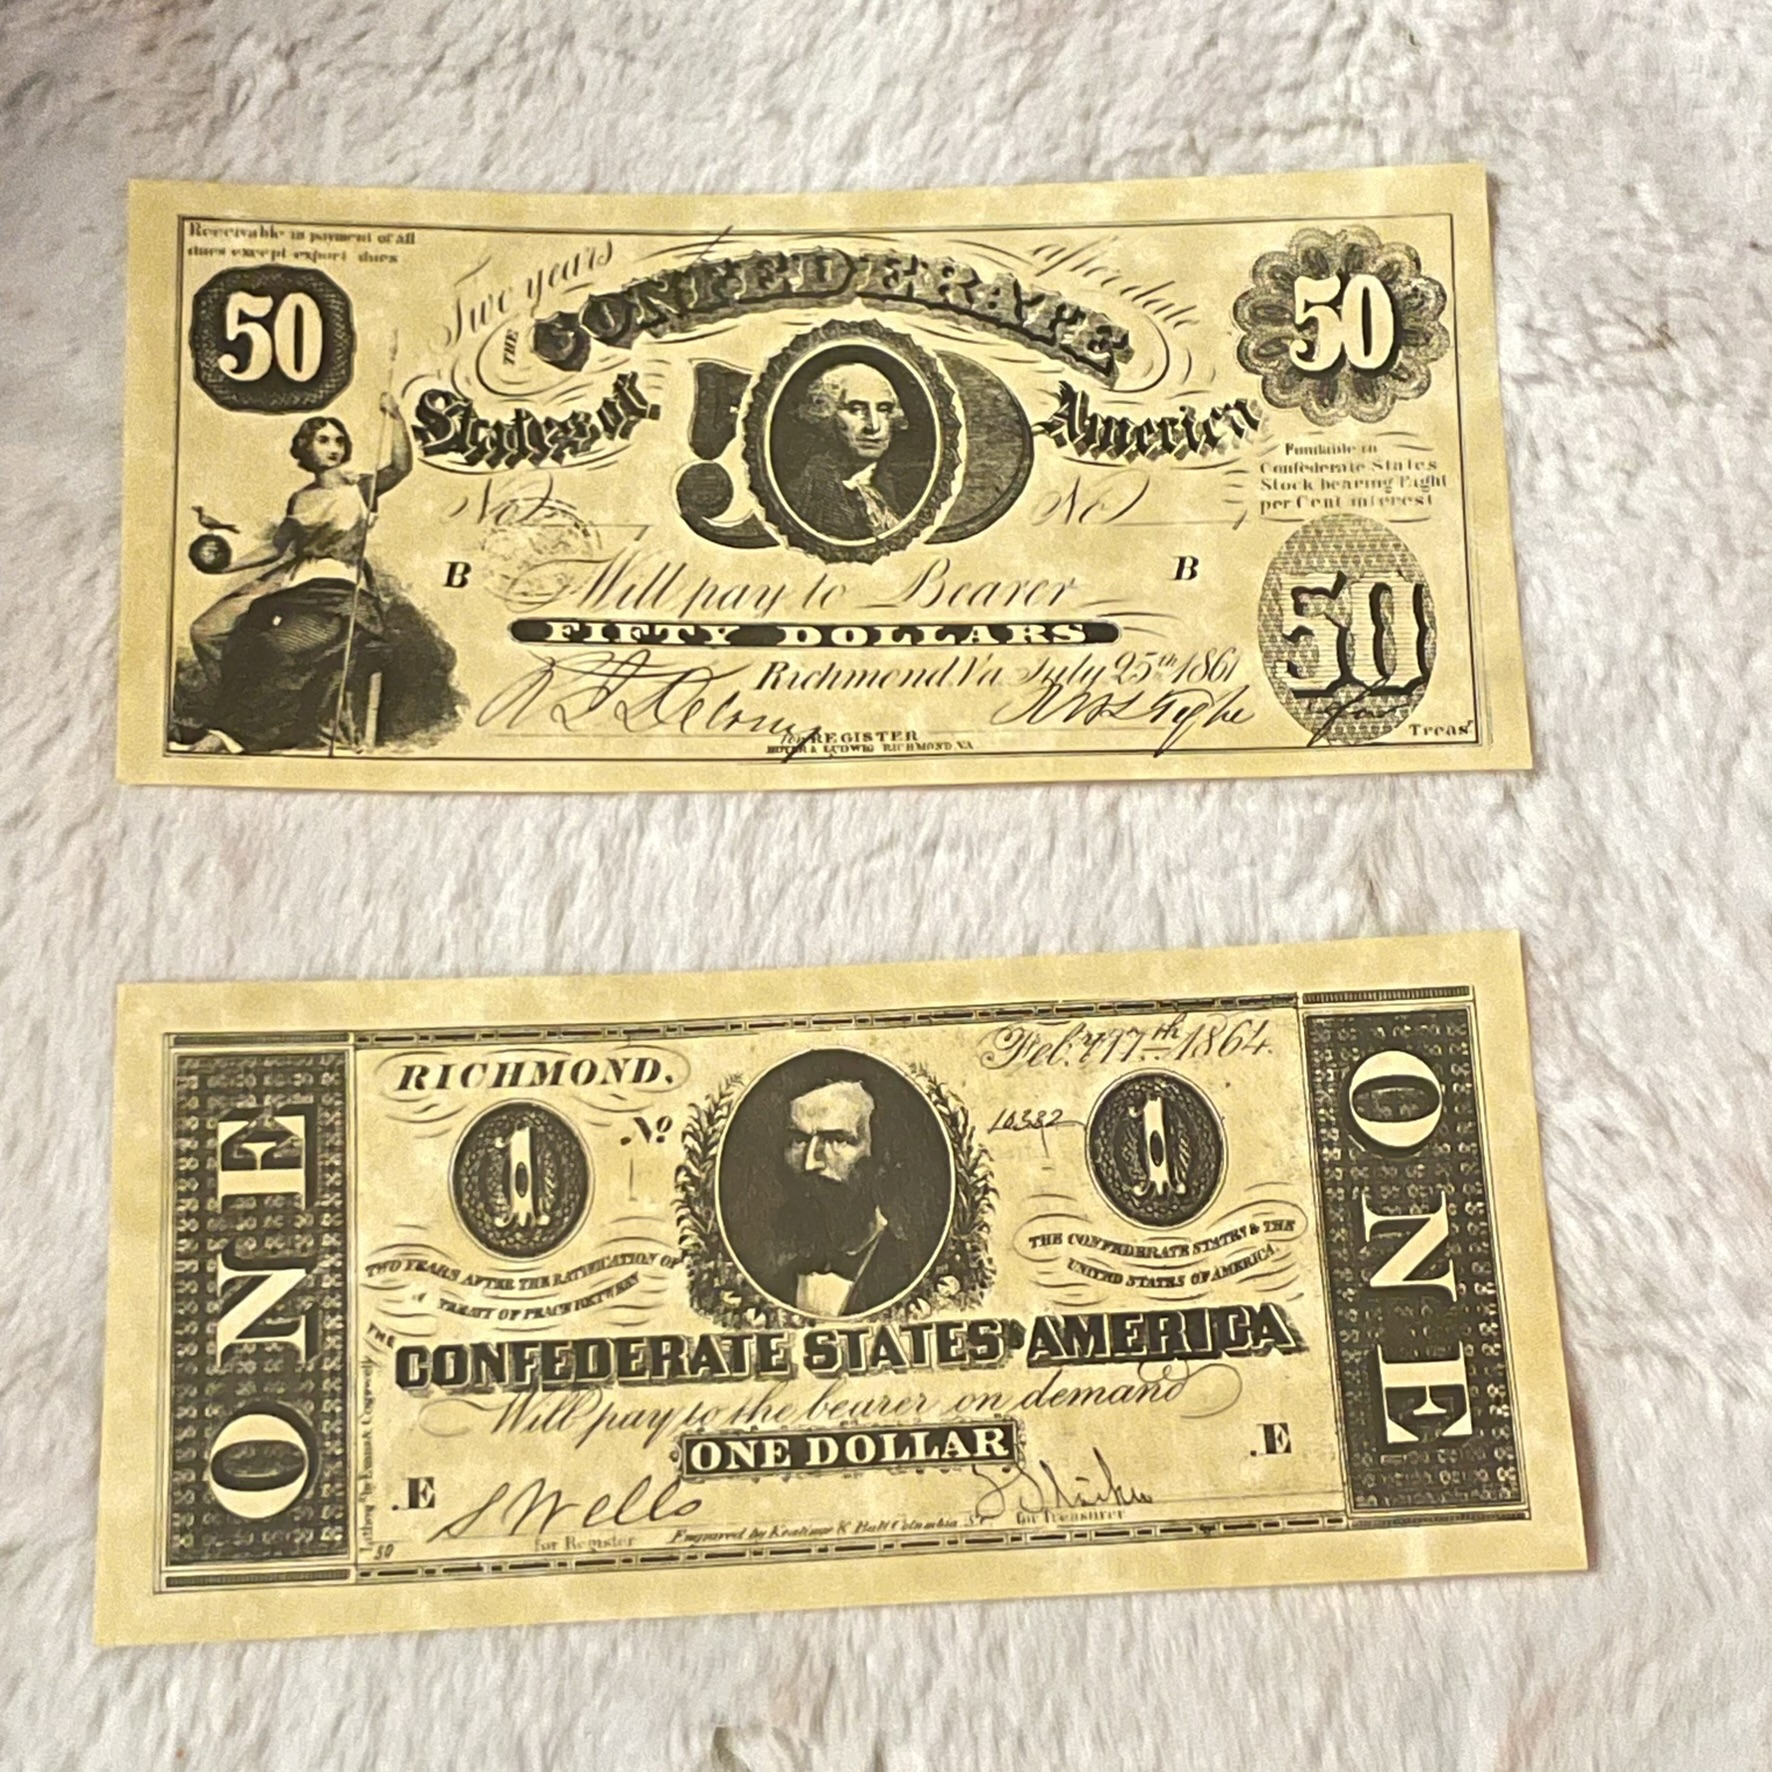 Receivable in payment of all
dues except export dues
50
Two years after date
50
THE CONFEDERATE
States of America
50
No No
Fundable in
Confederate States
Stock bearing Eight
per Cent interest
B B
Will pay to Bearer
FIFTY DOLLARS
50
Richmond Va July 25th 1861
for REGISTER
HOYER & LUDWIG RICHMOND, VA
Treasr
RICHMOND.
Feby 17th 1864.
ONE
1
No
10382
1
ONE
TWO YEARS AFTER THE RATIFICATION OF
A TREATY OF PEACE BETWEEN
THE CONFEDERATE STATES & THE
UNITED STATES OF AMERICA.
THE
CONFEDERATE STATES OF AMERICA
Will pay to the bearer on demand
ONE DOLLAR
E E
S Wells
for Register
Engraved by Keatinge & Ball Columbia S.C.
for Treasurer
50